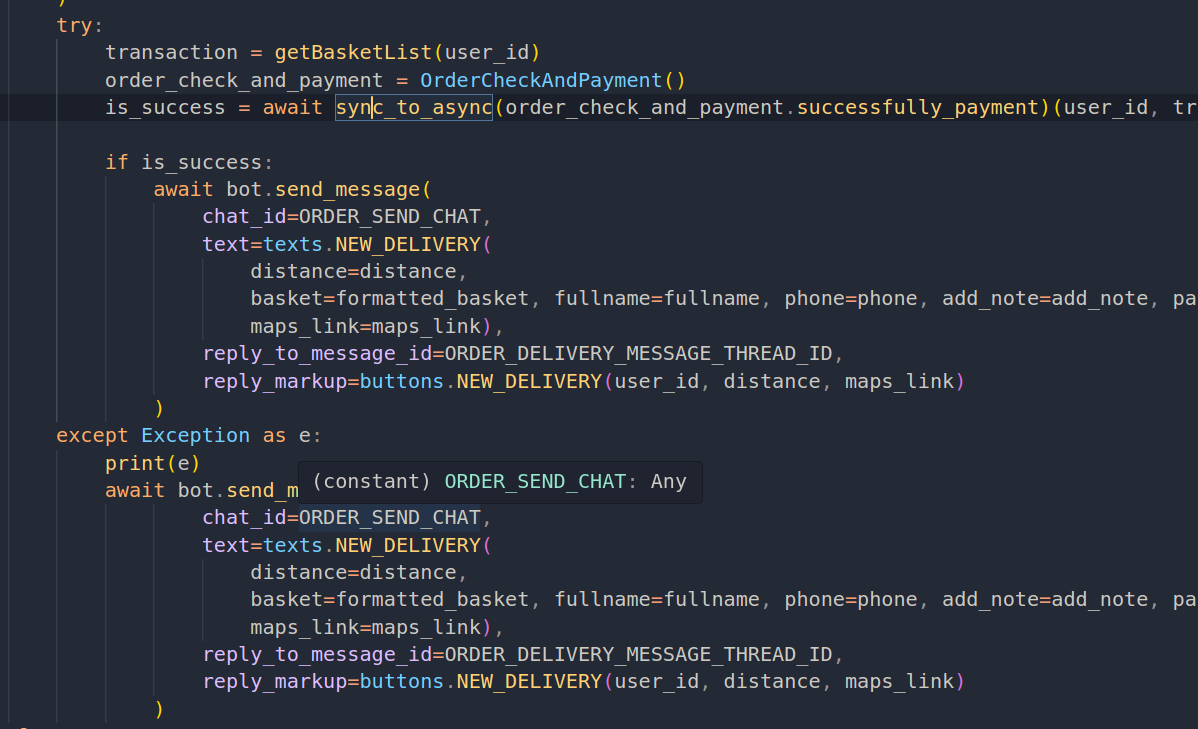 )
try:
transaction = getBasketList(user_id)
order_check_and_payment = OrderCheckAndPayment()
is_success = await sync_to_async(order_check_and_payment.successfully_payment)(user_id, tr
if is_success:
await bot.send_message(
chat_id=ORDER_SEND_CHAT,
text=texts.NEW_DELIVERY(
distance=distance,
basket=formatted_basket, fullname=fullname, phone=phone, add_note=add_note, pa
maps_link=maps_link),
reply_to_message_id=ORDER_DELIVERY_MESSAGE_THREAD_ID,
reply_markup=buttons.NEW_DELIVERY(user_id, distance, maps_link)
)
except Exception as e:
print(e)
(constant) ORDER_SEND_CHAT: Any
await bot.send_m
chat_id=ORDER_SEND_CHAT,
text=texts.NEW_DELIVERY(
distance=distance,
basket=formatted_basket, fullname=fullname, phone=phone, add_note=add_note, pa
maps_link=maps_link),
reply_to_message_id=ORDER_DELIVERY_MESSAGE_THREAD_ID,
reply_markup=buttons.NEW_DELIVERY(user_id, distance, maps_link)
)